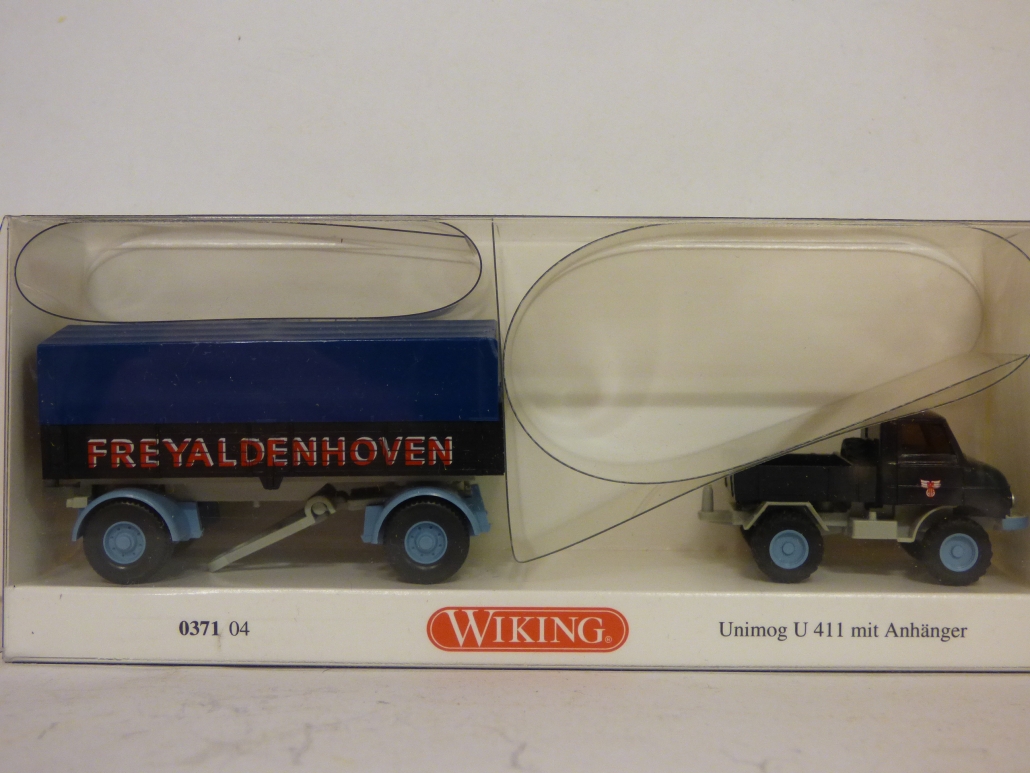 FREYALDENHOVEN
0371 04
WIKING®
Unimog U 411 mit Anhänger